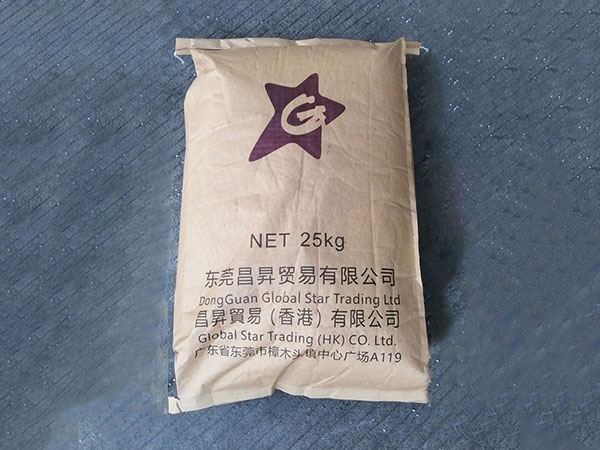 G
NET 25kg
东莞昌昇贸易有限公司
DongGuan Global Star Trading Ltd
昌昇貿易（香港）有限公司
Global Star Trading (HK) CO. Ltd.
广东省东莞市樟木头镇中心广场A119